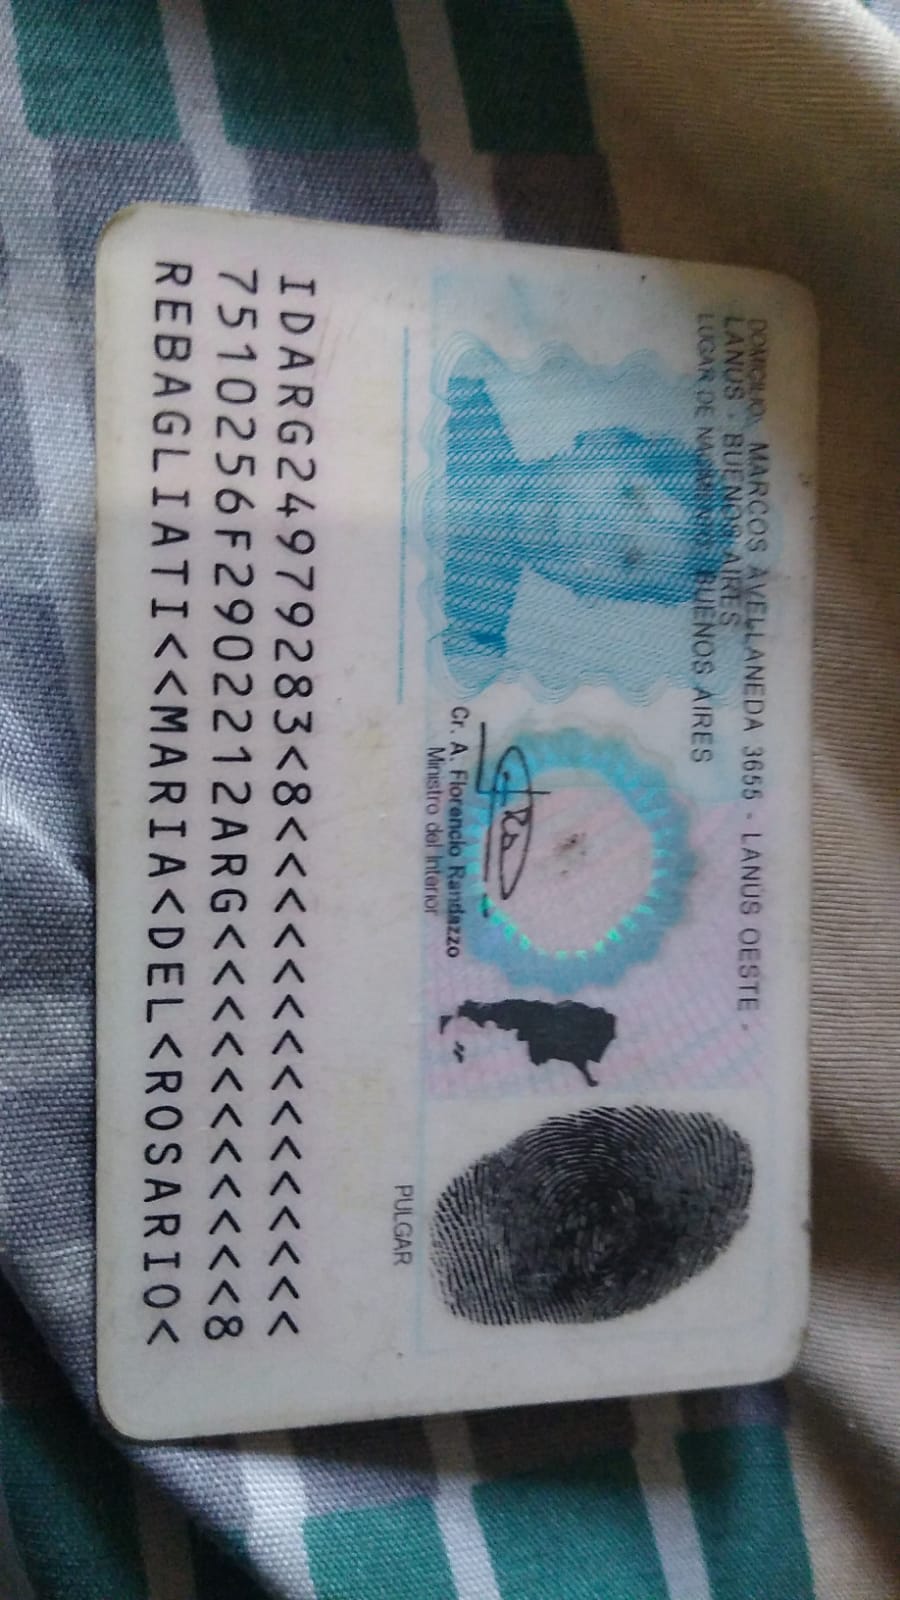 DOMICILIO: MARCOS AVELLANEDA 3655 - LANUS OESTE -
LANUS - BUENOS AIRES
LUGAR DE NACIMIENTO: BUENOS AIRES
Cr. A. Florencio Randazzo
Ministro del Interior
PULGAR
IDARG24979283<8<<<<<<<<<<<<<<<
7510256F2902212ARG<<<<<<<<<<<8
REBAGLIATI<<MARIA<DEL<ROSARIO<